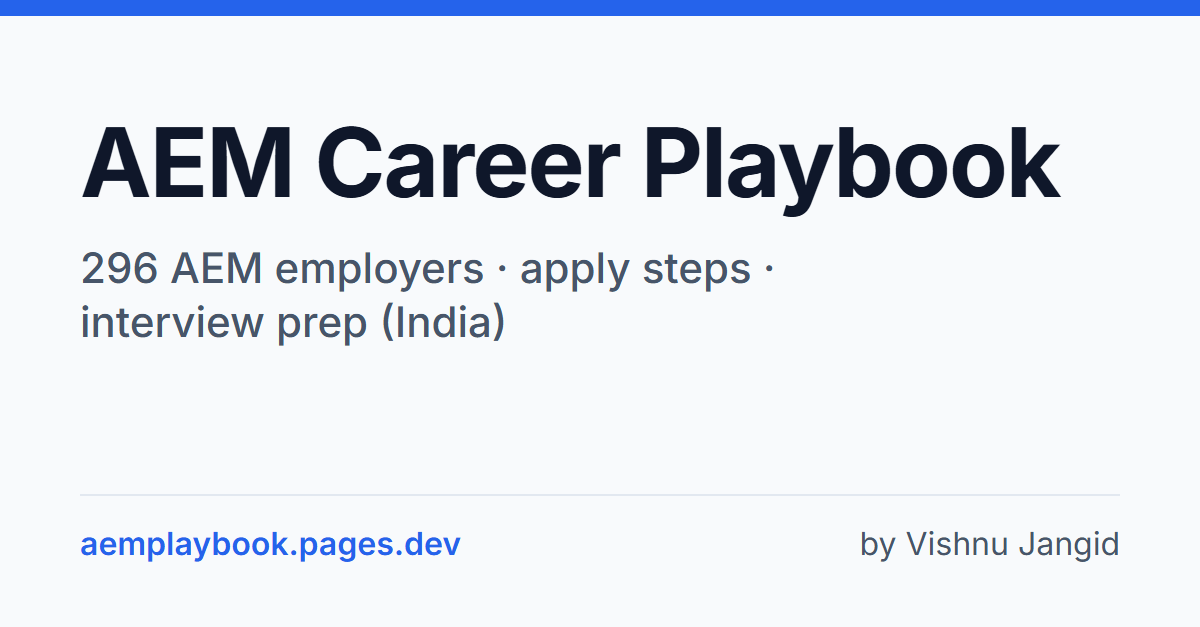 AEM Career Playbook
296 AEM employers · apply steps ·
interview prep (India)
aemplaybook.pages.dev
by Vishnu Jangid